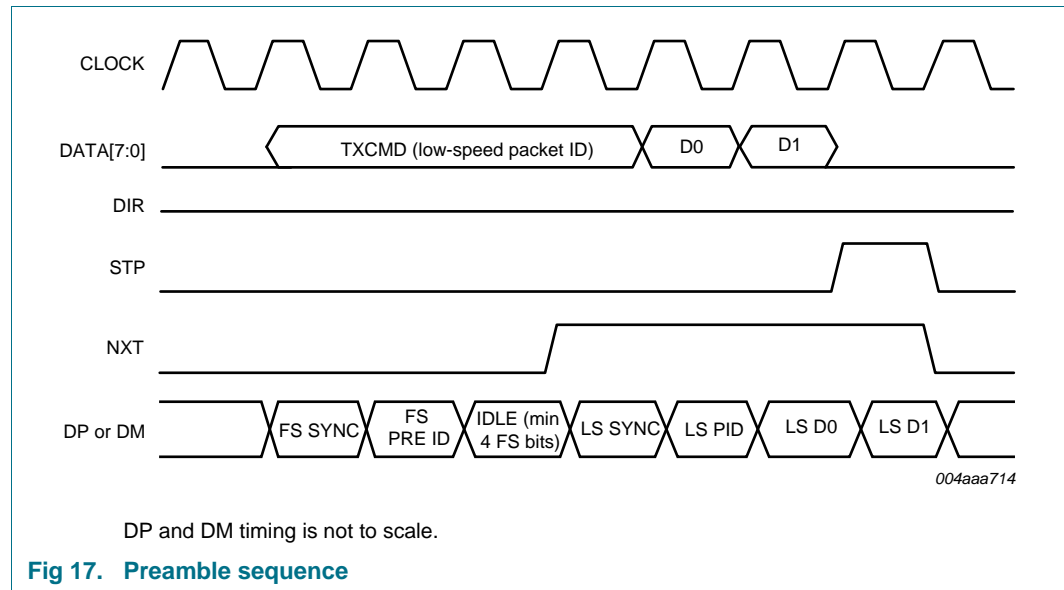 CLOCK
DATA[7:0]
TXCMD (low-speed packet ID)
D0
D1
DIR
STP
NXT
DP or DM
FS SYNC
FS
PRE ID
IDLE (min
4 FS bits)
LS SYNC
LS PID
LS D0
LS D1
004aaa714
DP and DM timing is not to scale.
Fig 17. Preamble sequence